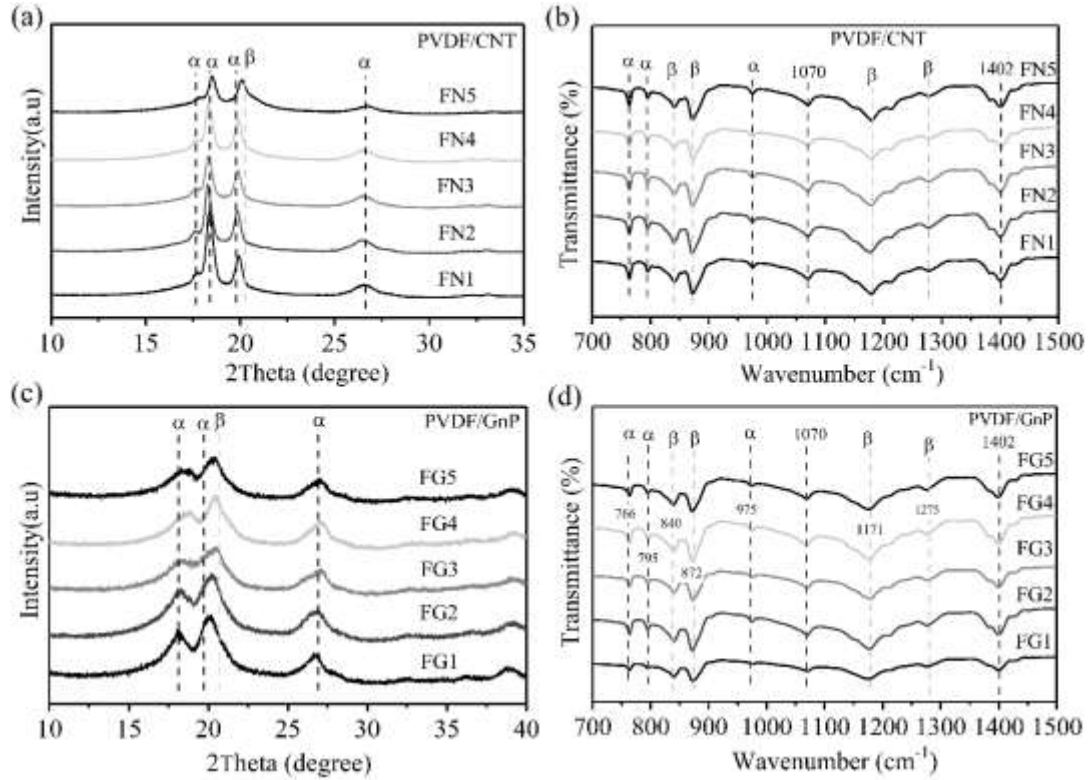 (a)
PVDF/CNT
α α α β α
FN5
FN4
FN3
FN2
FN1
Intensity(a.u)
10 15 20 25 30 35
2Theta (degree)
(b)
PVDF/CNT
α α β β α 1070 β β 1402
FN5
FN4
FN3
FN2
FN1
Transmittance (%)
700 800 900 1000 1100 1200 1300 1400 1500
Wavenumber (cm⁻¹)
(c)
PVDF/GnP
α α β α
FG5
FG4
FG3
FG2
FG1
Intensity(a.u)
10 15 20 25 30 35 40
2Theta (degree)
(d)
PVDF/GnP
α α β β α 1070 β β 1402
FG5
FG4
766 840 975 1171 1275
FG3
795 872
FG2
FG1
Transmittance (%)
700 800 900 1000 1100 1200 1300 1400 1500
Wavenumber (cm⁻¹)